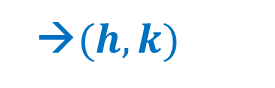 →(h, k)